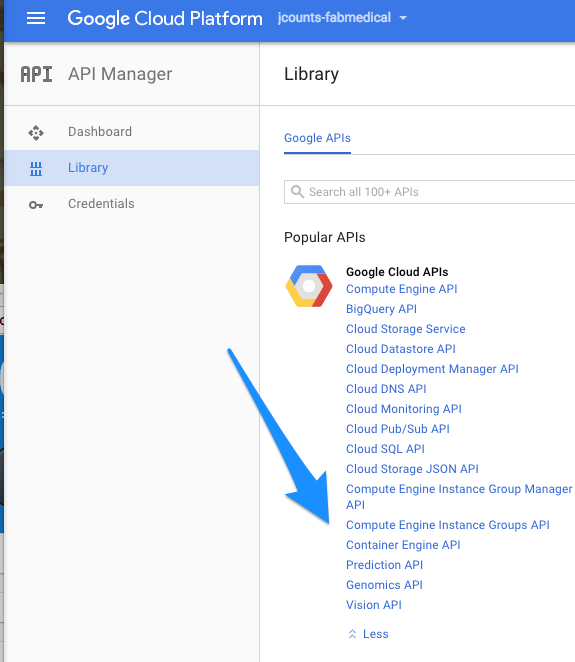 Google Cloud Platform jcounts-fabmedical
API API Manager
Library
Dashboard
Library
Credentials
Google APIs
Search all 100+ APIs
Popular APIs
Google Cloud APIs
Compute Engine API
BigQuery API
Cloud Storage Service
Cloud Datastore API
Cloud Deployment Manager API
Cloud DNS API
Cloud Monitoring API
Cloud Pub/Sub API
Cloud SQL API
Cloud Storage JSON API
Compute Engine Instance Group Manager
API
Compute Engine Instance Groups API
Container Engine API
Prediction API
Genomics API
Vision API
Less